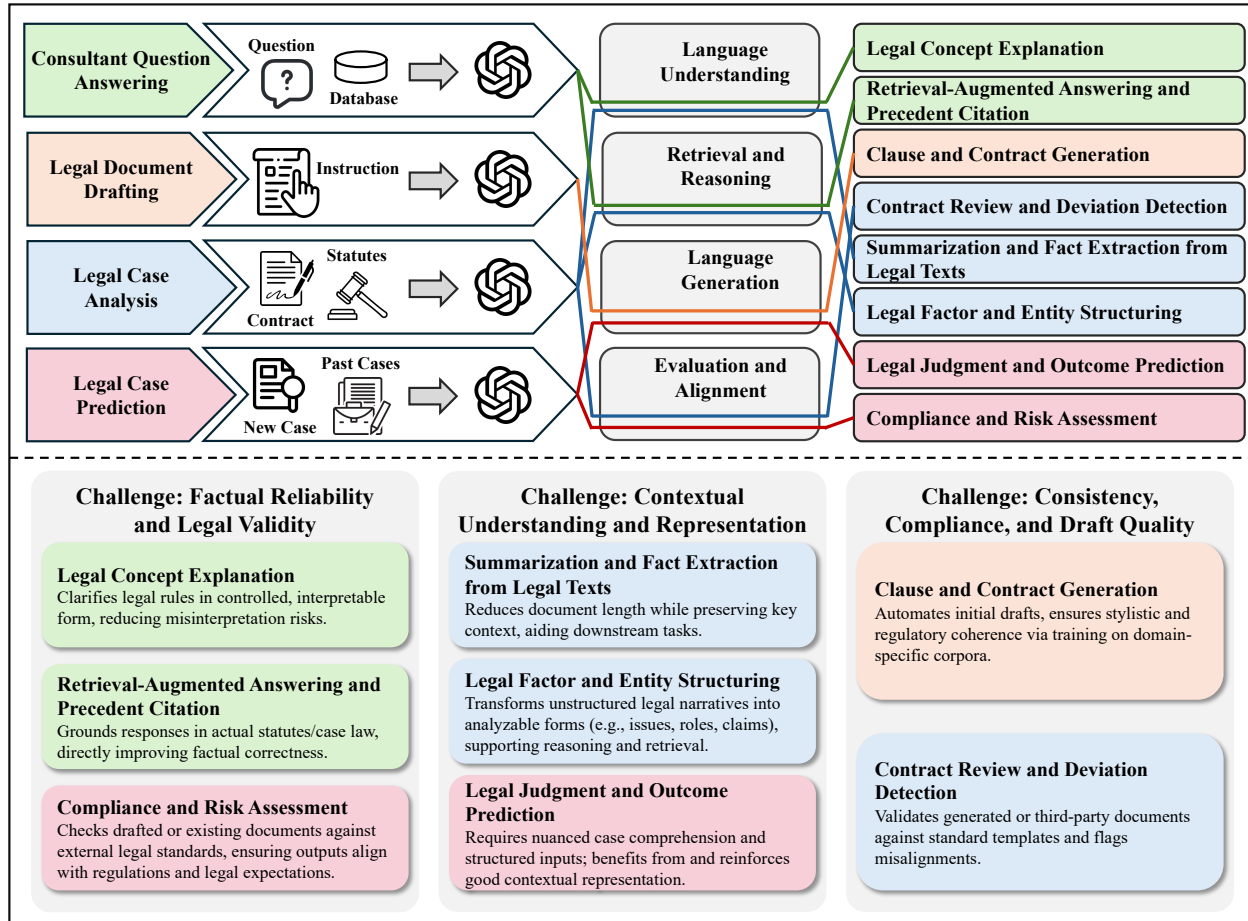 Consultant Question
Answering
Question
Database
Legal Document
Drafting
Instruction
Legal Case
Analysis
Statutes
Contract
Legal Case
Prediction
Past Cases
New Case
Language
Understanding
Retrieval and
Reasoning
Language
Generation
Evaluation and
Alignment
Legal Concept Explanation
Retrieval-Augmented Answering and
Precedent Citation
Clause and Contract Generation
Contract Review and Deviation Detection
Summarization and Fact Extraction from
Legal Texts
Legal Factor and Entity Structuring
Legal Judgment and Outcome Prediction
Compliance and Risk Assessment
Challenge: Factual Reliability
and Legal Validity
Legal Concept Explanation
Clarifies legal rules in controlled, interpretable
form, reducing misinterpretation risks.
Retrieval-Augmented Answering and
Precedent Citation
Grounds responses in actual statutes/case law,
directly improving factual correctness.
Compliance and Risk Assessment
Checks drafted or existing documents against
external legal standards, ensuring outputs align
with regulations and legal expectations.
Challenge: Contextual
Understanding and Representation
Summarization and Fact Extraction
from Legal Texts
Reduces document length while preserving key
context, aiding downstream tasks.
Legal Factor and Entity Structuring
Transforms unstructured legal narratives into
analyzable forms (e.g., issues, roles, claims),
supporting reasoning and retrieval.
Legal Judgment and Outcome
Prediction
Requires nuanced case comprehension and
structured inputs; benefits from and reinforces
good contextual representation.
Challenge: Consistency,
Compliance, and Draft Quality
Clause and Contract Generation
Automates initial drafts, ensures stylistic and
regulatory coherence via training on domain-
specific corpora.
Contract Review and Deviation
Detection
Validates generated or third-party documents
against standard templates and flags
misalignments.